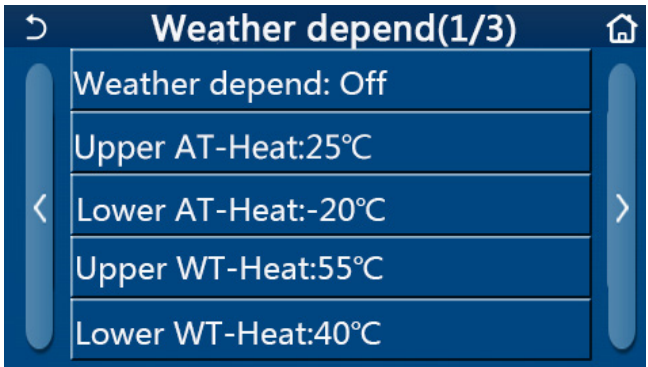 Weather depend(1/3)
Weather depend: Off
Upper AT-Heat:25℃
Lower AT-Heat:-20℃
Upper WT-Heat:55℃
Lower WT-Heat:40℃